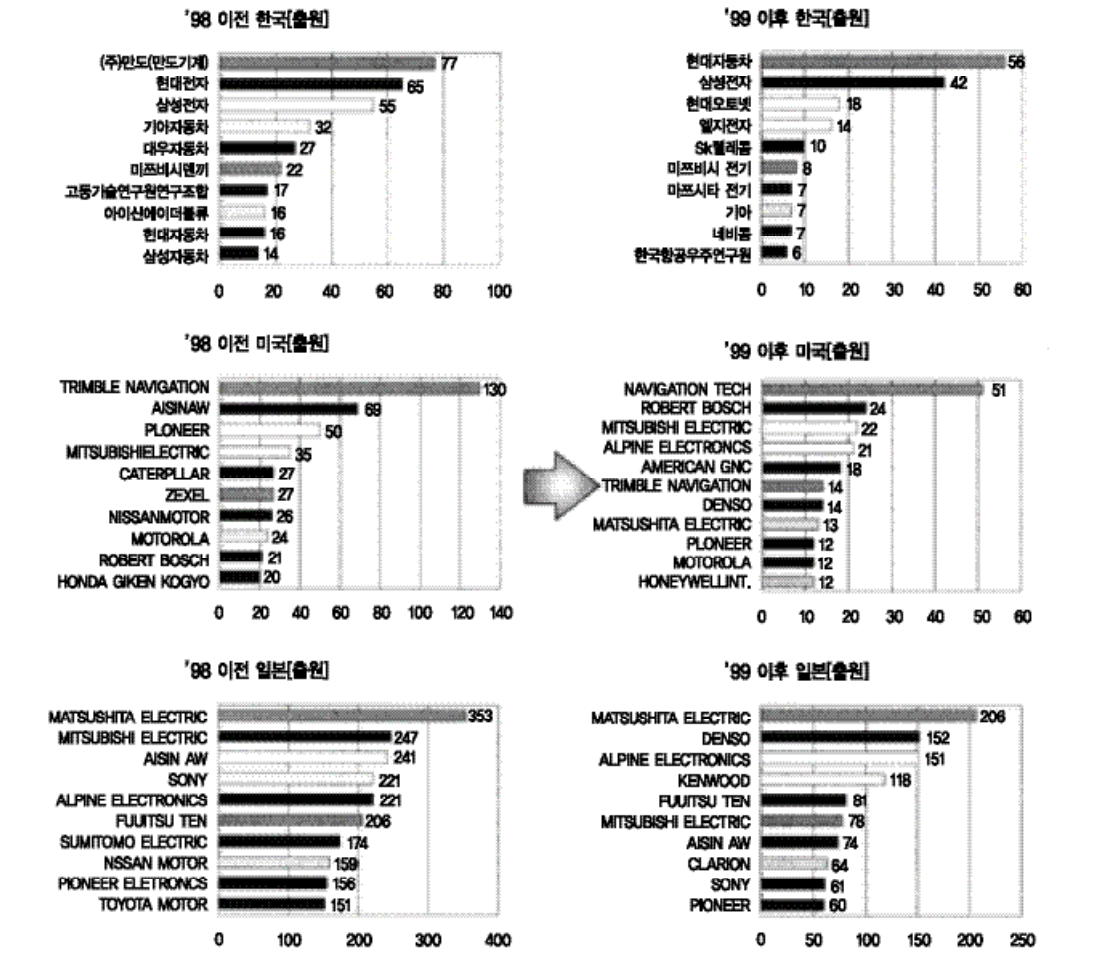 '98 이전 한국[출원]
(주)만도(만도기계) 77
현대전자 65
삼성전자 55
기아자동차 32
대우자동차 27
미쯔비시덴끼 22
고등기술연구원연구조합 17
아이신에이더블류 16
현대자동차 16
삼성자동차 14
0 20 40 60 80 100
'99 이후 한국[출원]
현대자동차 56
삼성전자 42
현대오토넷 18
엘지전자 14
Sk텔레콤 10
미쯔비시 전기 8
마쯔시타 전기 7
기아 7
네비콤 7
한국항공우주연구원 6
0 10 20 30 40 50 60
'98 이전 미국[출원]
TRIMBLE NAVIGATION 130
AISINAW 69
PLONEER 50
MITSUBISHIELECTRIC 35
CATERPLLAR 27
ZEXEL 27
NISSANMOTOR 26
MOTOROLA 24
ROBERT BOSCH 21
HONDA GIKEN KOGYO 20
0 20 40 60 80 100 120 140
'99 이후 미국[출원]
NAVIGATION TECH 51
ROBERT BOSCH 24
MITSUBISHI ELECTRIC 22
ALPINE ELECTRONCS 21
AMERICAN GNC 18
TRIMBLE NAVIGATION 14
DENSO 14
MATSUSHITA ELECTRIC 13
PLONEER 12
MOTOROLA 12
HONEYWELLINT. 12
0 10 20 30 40 50 60
'98 이전 일본[출원]
MATSUSHITA ELECTRIC 353
MITSUBISHI ELECTRIC 247
AISIN AW 241
SONY 221
ALPINE ELECTRONICS 221
FUUITSU TEN 206
SUMITOMO ELECTRIC 174
NSSAN MOTOR 159
PIONEER ELETRONCS 156
TOYOTA MOTOR 151
0 100 200 300 400
'99 이후 일본[출원]
MATSUSHITA ELECTRIC 206
DENSO 152
ALPINE ELECTRONICS 151
KENWOOD 118
FUUITSU TEN 81
MITSUBISHI ELECTRIC 78
AISIN AW 74
CLARION 64
SONY 61
PIONEER 60
0 50 100 150 200 250